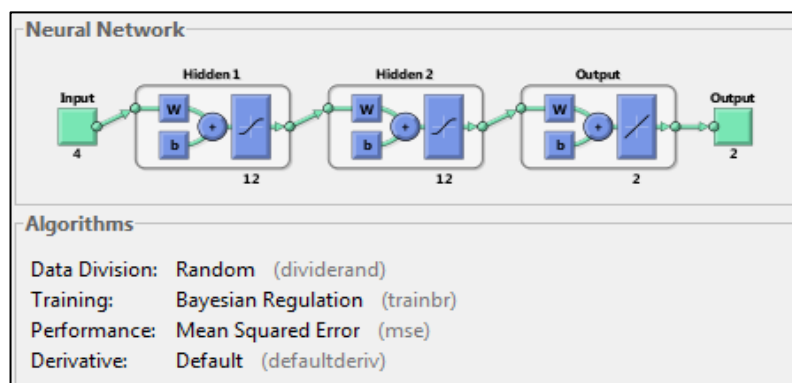 Neural Network
Hidden 1 Hidden 2 Output
Input Output
W W W
+ + +
b b b
4 2
12 12 2
Algorithms
Data Division: Random (dividerand)
Training: Bayesian Regulation (trainbr)
Performance: Mean Squared Error (mse)
Derivative: Default (defaultderiv)